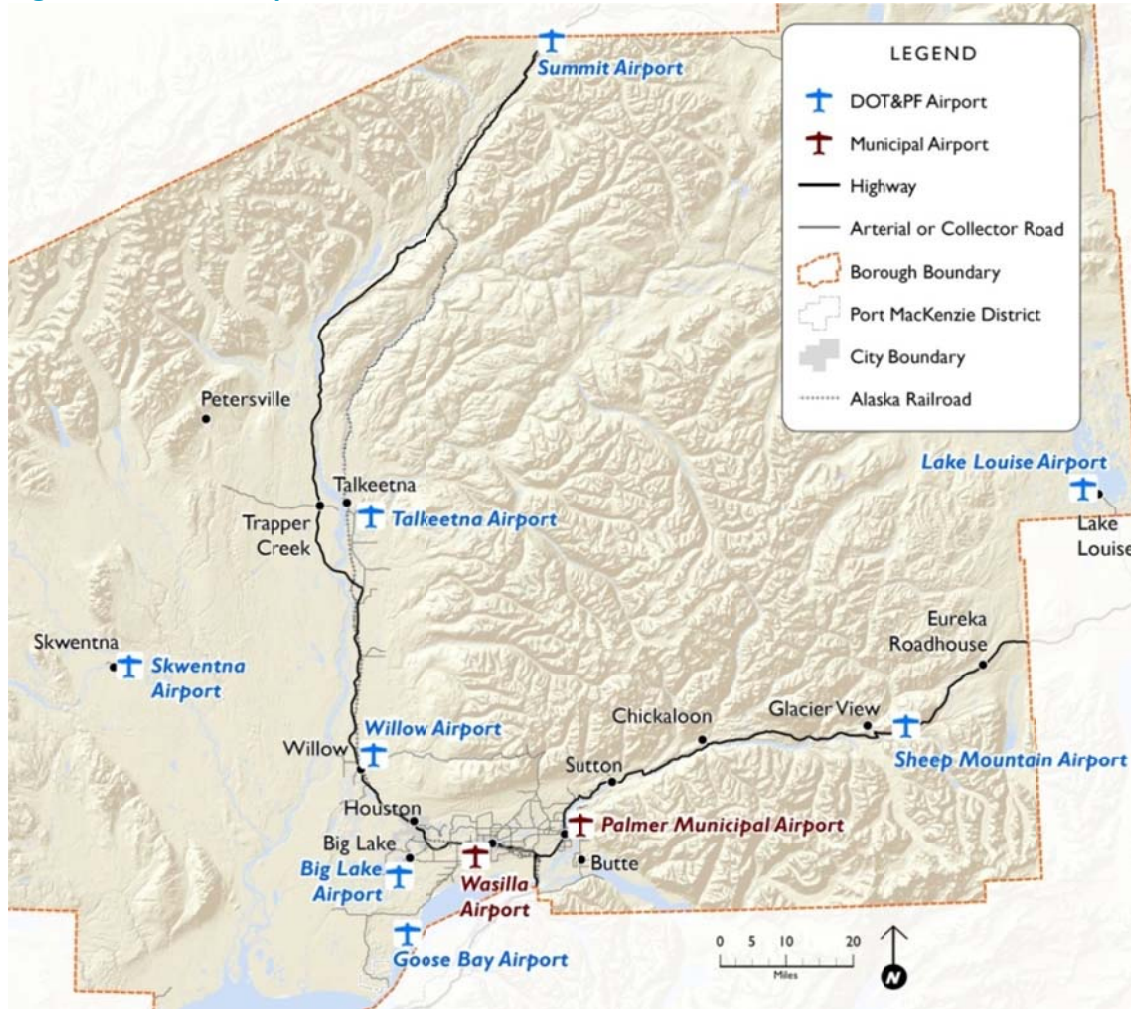 Summit Airport
LEGEND
DOT&PF Airport
Municipal Airport
Highway
Arterial or Collector Road
Borough Boundary
Port MacKenzie District
City Boundary
Alaska Railroad
Petersville
Lake Louise Airport
Lake
Louise
Talkeetna
Talkeetna Airport
Trapper
Creek
Eureka
Roadhouse
Skwentna
Skwentna
Airport
Willow Airport
Willow
Chickaloon
Glacier View
Sheep Mountain Airport
Sutton
Houston
Palmer Municipal Airport
Big Lake
Big Lake
Airport
Wasilla
Airport
Butte
Goose Bay Airport
0 5 10 20
Miles
N